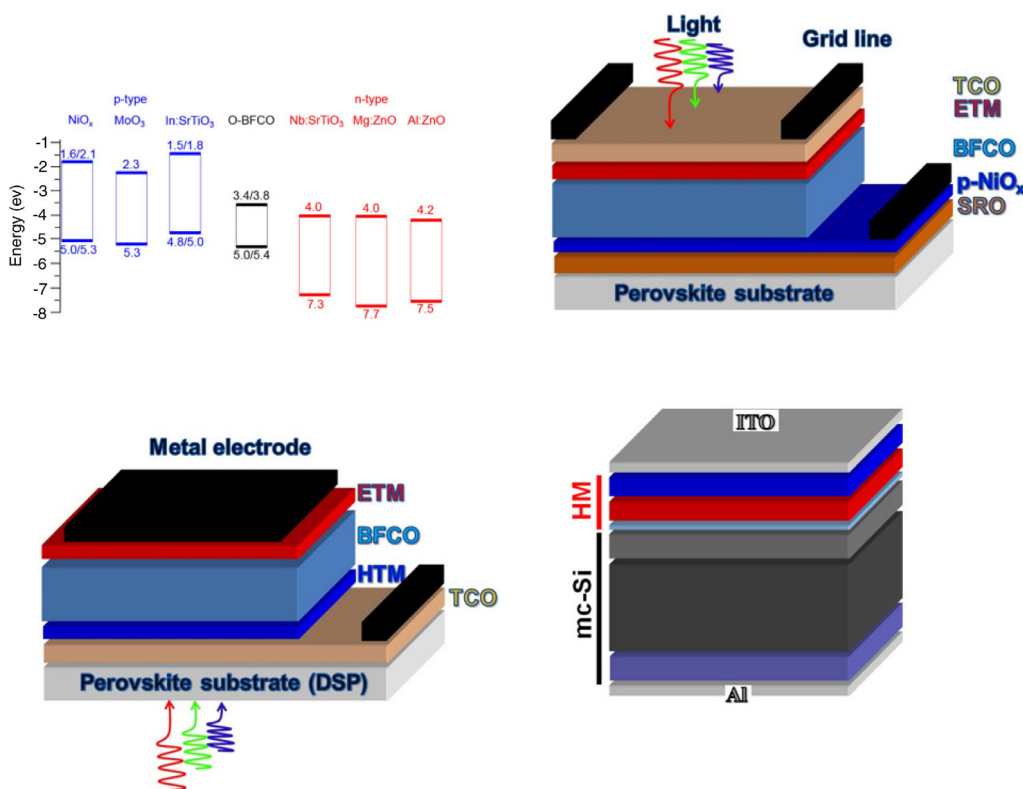 p-type
n-type
NiOₓ
MoO₃
In:SrTiO₃
O-BFCO
Nb:SrTiO₃
Mg:ZnO
Al:ZnO
Energy (ev)
-1
-2
-3
-4
-5
-6
-7
-8
1.6/2.1
2.3
1.5/1.8
3.4/3.8
4.0
4.0
4.2
5.0/5.3
5.3
4.8/5.0
5.0/5.4
7.3
7.7
7.5
Light
Grid line
TCO
ETM
BFCO
p-NiOₓ
SRO
Perovskite substrate
Metal electrode
ETM
BFCO
HTM
TCO
Perovskite substrate (DSP)
ITO
HM
mc-Si
Al